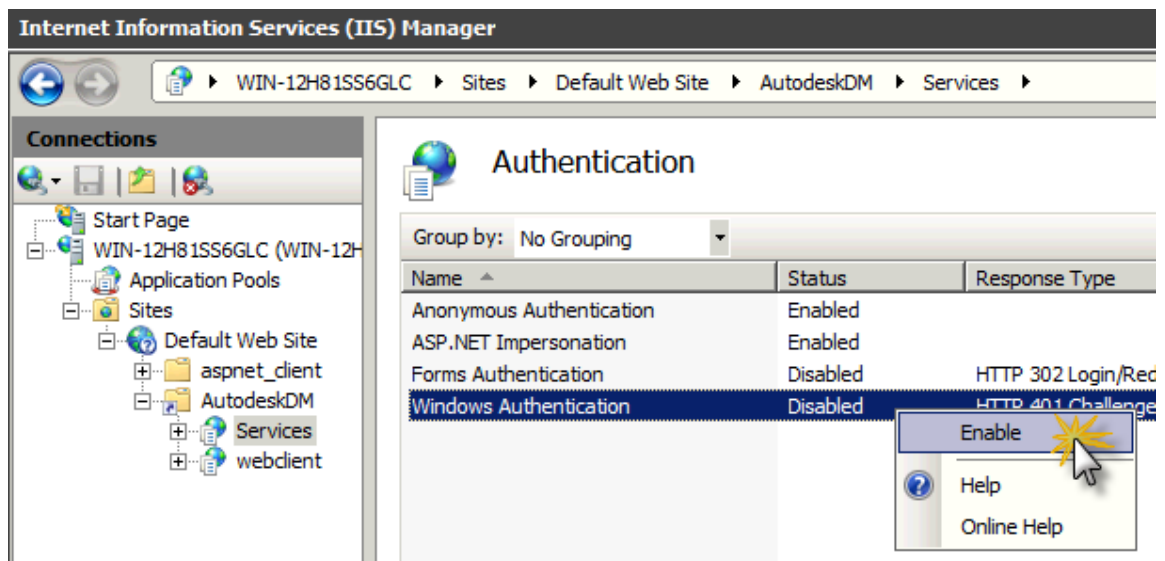 Internet Information Services (IIS) Manager
WIN-12H81SS6GLC Sites Default Web Site AutodeskDM Services
Connections
Start Page
WIN-12H81SS6GLC (WIN-12H
Application Pools
Sites
Default Web Site
aspnet_client
AutodeskDM
Services
webclient
Authentication
Group by: No Grouping
Name Status Response Type
Anonymous Authentication Enabled
ASP.NET Impersonation Enabled
Forms Authentication Disabled HTTP 302 Login/Red
Windows Authentication Disabled HTTP 401 Challenge
Enable
Help
Online Help